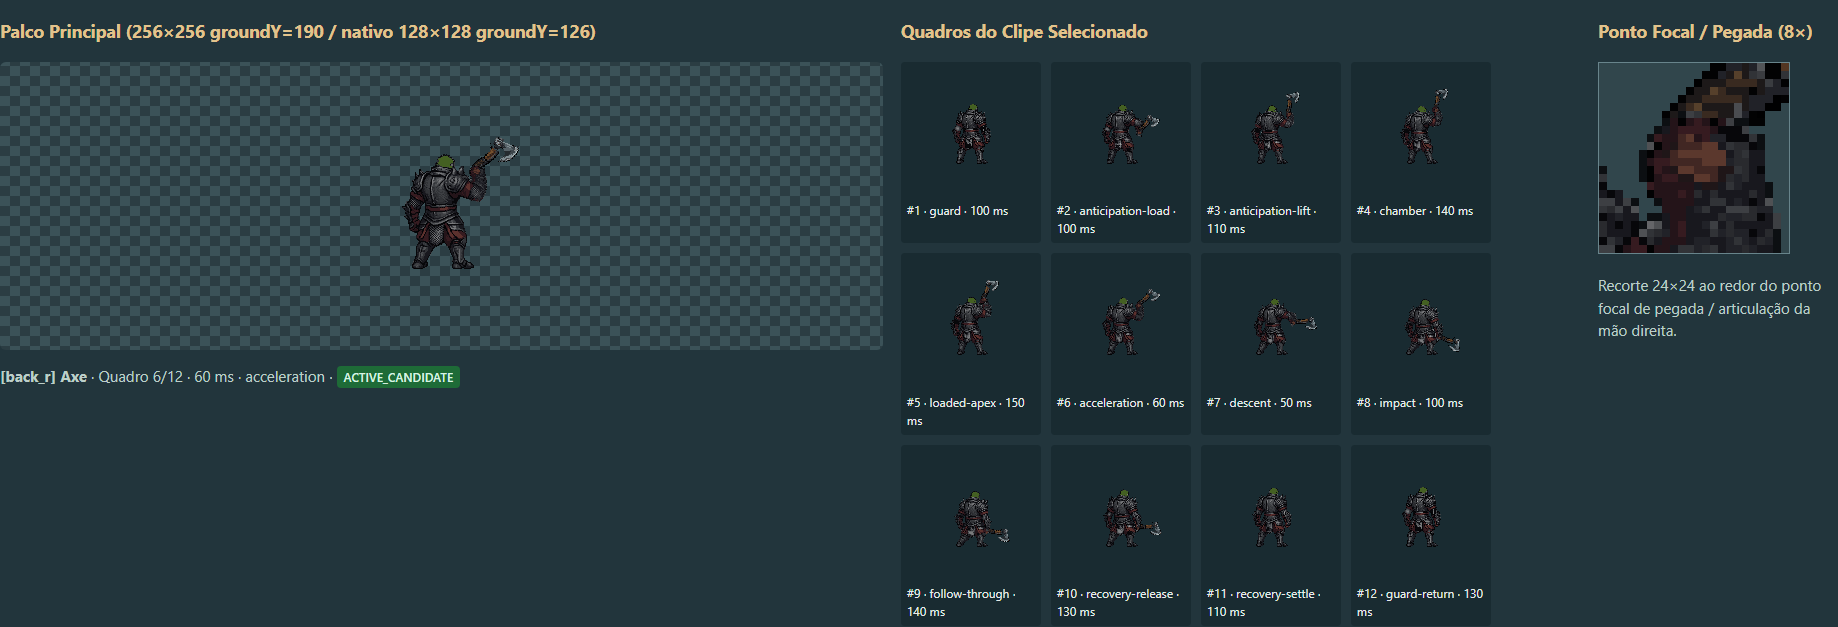 Palco Principal (256×256 groundY=190 / nativo 128×128 groundY=126)
[back_r] Axe · Quadro 6/12 · 60 ms · acceleration · ACTIVE_CANDIDATE
Quadros do Clipe Selecionado
#1 · guard · 100 ms
#2 · anticipation-load ·
100 ms
#3 · anticipation-lift ·
110 ms
#4 · chamber · 140 ms
#5 · loaded-apex · 150
ms
#6 · acceleration · 60 ms
#7 · descent · 50 ms
#8 · impact · 100 ms
#9 · follow-through ·
140 ms
#10 · recovery-release ·
130 ms
#11 · recovery-settle ·
110 ms
#12 · guard-return · 130
ms
Ponto Focal / Pegada (8×)
Recorte 24×24 ao redor do ponto
focal de pegada / articulação da
mão direita.